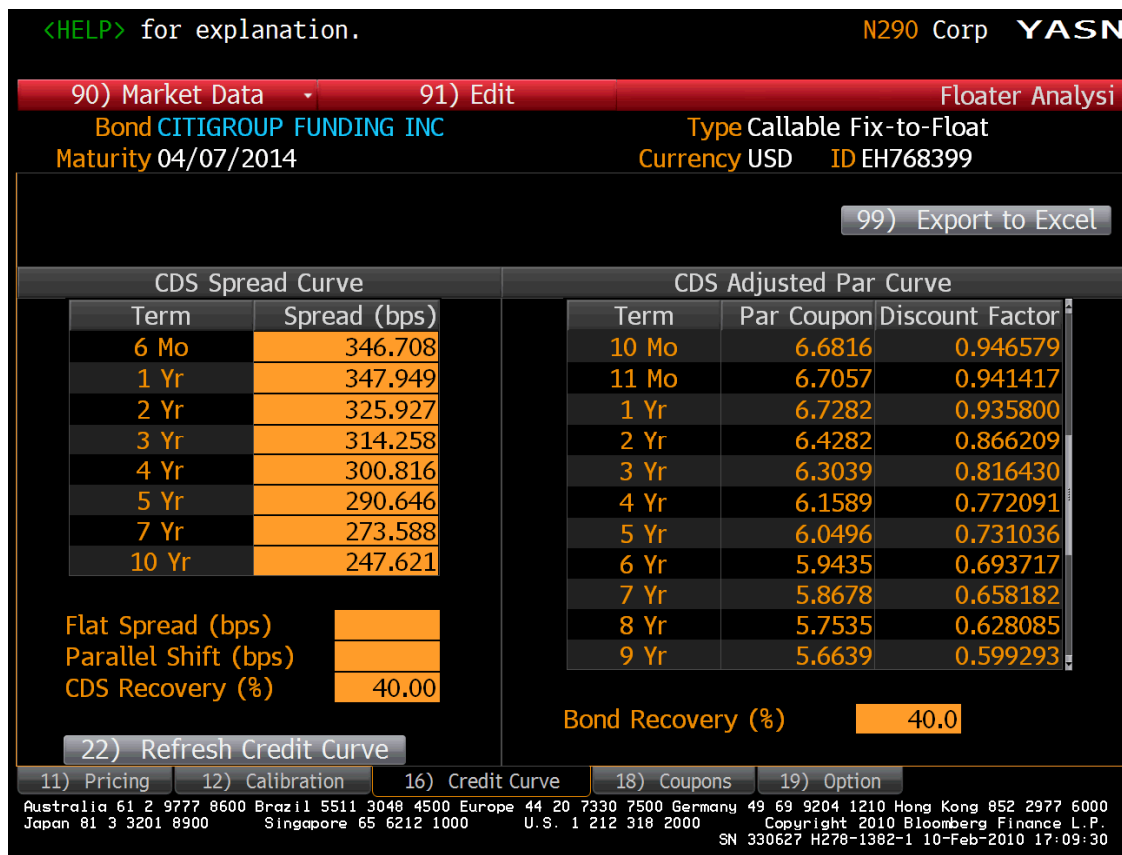 <HELP> for explanation. N290 Corp YASN
90) Market Data 91) Edit Floater Analysi
Bond CITIGROUP FUNDING INC Type Callable Fix-to-Float
Maturity 04/07/2014 Currency USD ID EH768399
99) Export to Excel
CDS Spread Curve CDS Adjusted Par Curve
Term Spread (bps) Term Par Coupon Discount Factor
6 Mo 346.708 10 Mo 6.6816 0.946579
1 Yr 347.949 11 Mo 6.7057 0.941417
2 Yr 325.927 1 Yr 6.7282 0.935800
3 Yr 314.258 2 Yr 6.4282 0.866209
4 Yr 300.816 3 Yr 6.3039 0.816430
5 Yr 290.646 4 Yr 6.1589 0.772091
7 Yr 273.588 5 Yr 6.0496 0.731036
10 Yr 247.621 6 Yr 5.9435 0.693717
7 Yr 5.8678 0.658182
Flat Spread (bps) 8 Yr 5.7535 0.628085
Parallel Shift (bps) 9 Yr 5.6639 0.599293
CDS Recovery (%) 40.00
Bond Recovery (%) 40.0
22) Refresh Credit Curve
11) Pricing 12) Calibration 16) Credit Curve 18) Coupons 19) Option
Australia 61 2 9777 8600 Brazil 5511 3048 4500 Europe 44 20 7330 7500 Germany 49 69 9204 1210 Hong Kong 852 2977 6000
Japan 81 3 3201 8900 Singapore 65 6212 1000 U.S. 1 212 318 2000 Copyright 2010 Bloomberg Finance L.P.
SN 330627 H278-1382-1 10-Feb-2010 17:09:30